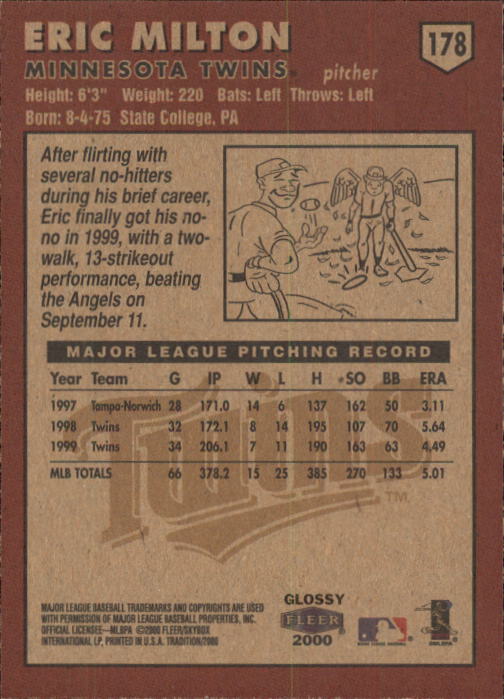 ERIC MILTON
178
MINNESOTA TWINS. pitcher
Height: 6'3" Weight: 220 Bats: Left Throws: Left
Born: 8-4-75 State College, PA
After flirting with
several no-hitters
during his brief career,
Eric finally got his no-
no in 1999, with a two-
walk, 13-strikeout
performance, beating
the Angels on
September 11.
MAJOR LEAGUE PITCHING RECORD
Year Team G IP W L H SO BB ERA
1997 Tampa-Norwich 28 171.0 14 6 137 162 50 3.11
1998 Twins 32 172.1 8 14 195 107 70 5.64
1999 Twins 34 206.1 7 11 190 163 63 4.49
MLB TOTALS 66 378.2 15 25 385 270 133 5.01
Twins
TM
MAJOR LEAGUE BASEBALL TRADEMARKS AND COPYRIGHTS ARE USED
WITH PERMISSION OF MAJOR LEAGUE BASEBALL PROPERTIES, INC.
OFFICIAL LICENSEE—MLBPA ©2000 FLEER/SKYBOX
INTERNATIONAL LP, PRINTED IN U.S.A. TRADITION/2000
GLOSSY
FLEER
2000